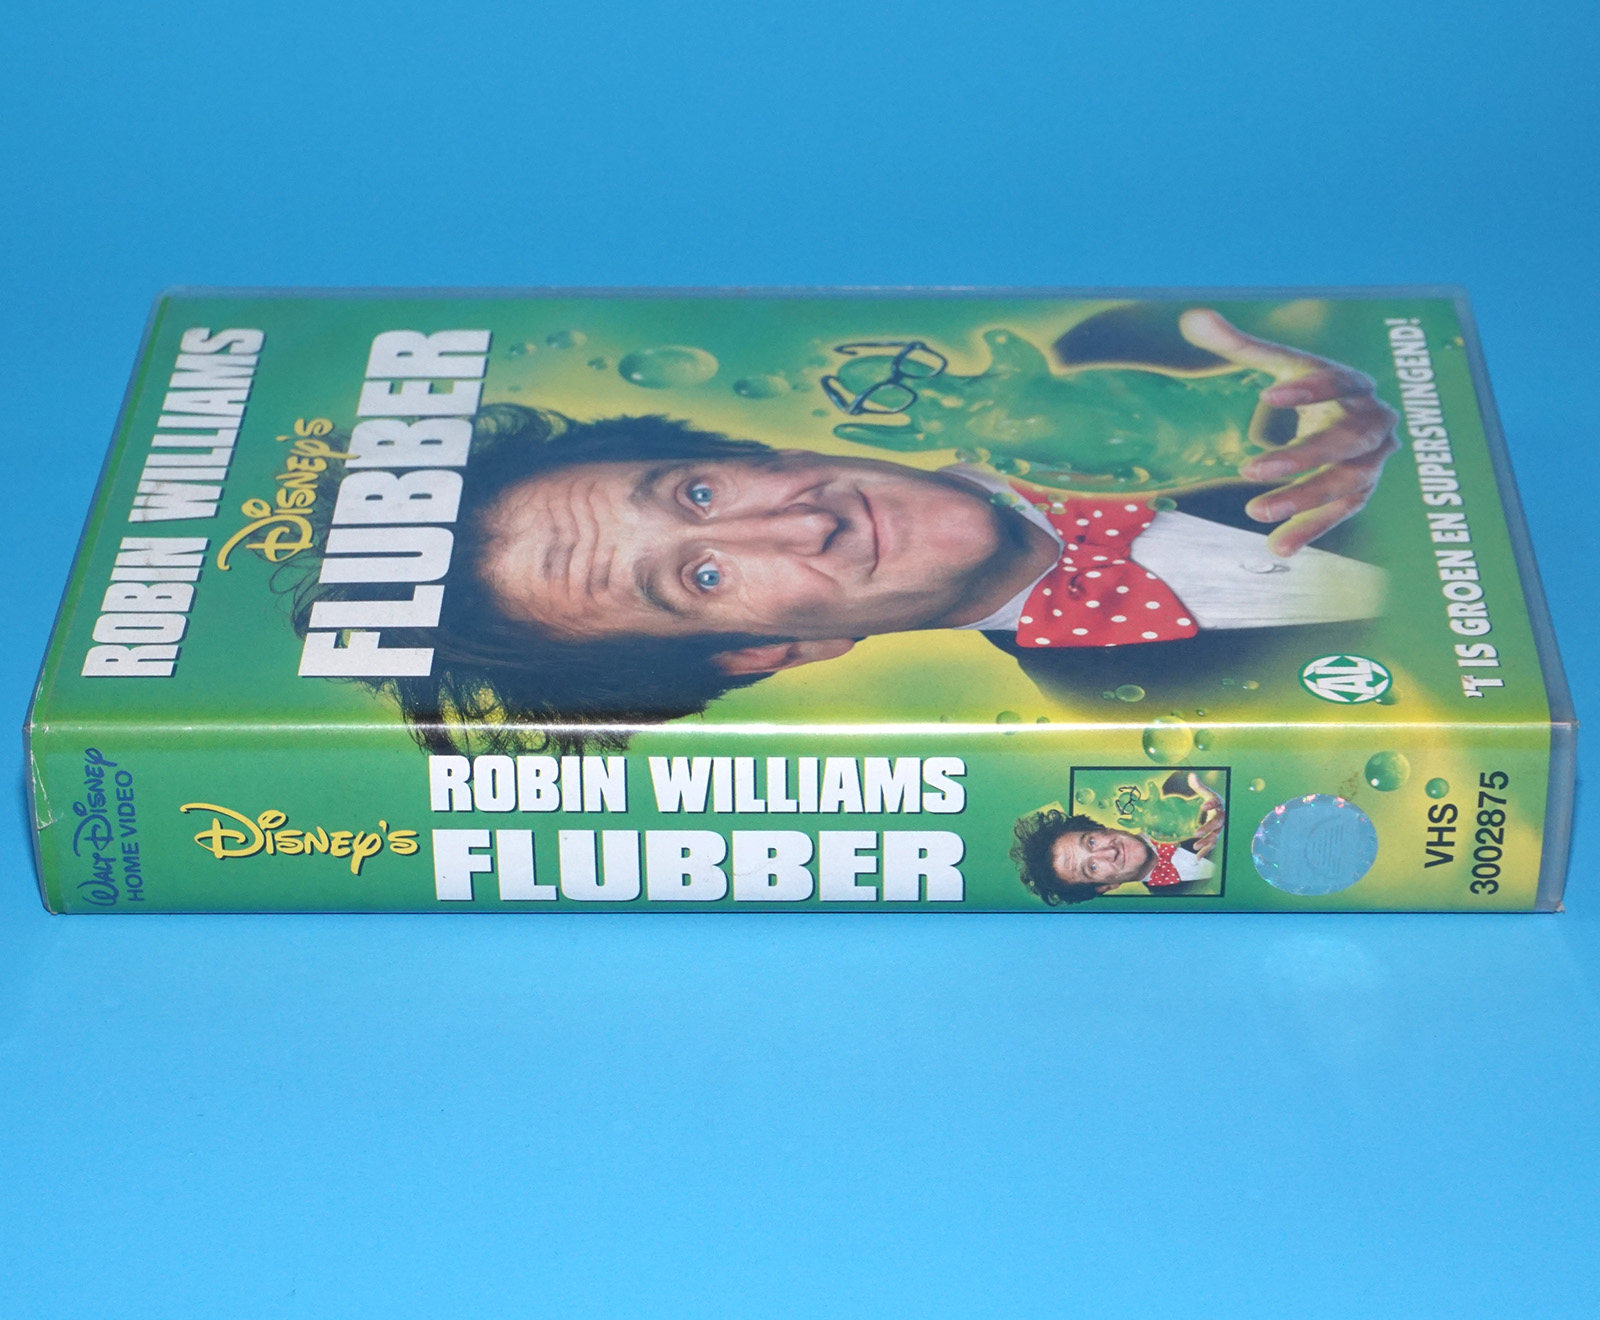 ROBIN WILLIAMS
DISNEY'S
FLUBBER
AL
'T IS GROEN EN SUPERSWINGEND!
WALT DISNEY
HOME VIDEO
DISNEY'S
ROBIN WILLIAMS
FLUBBER
VHS
3002875